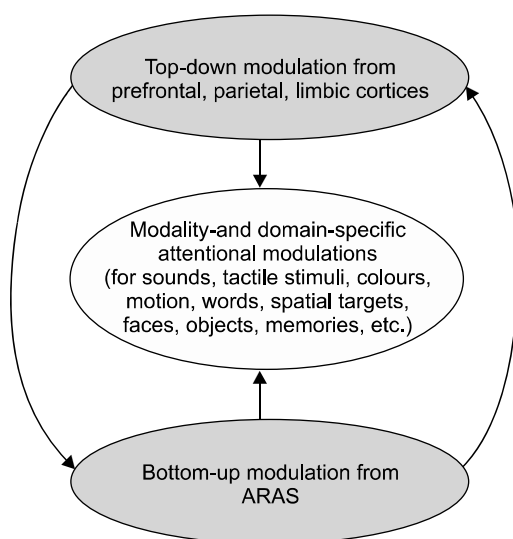 Top-down modulation from
prefrontal, parietal, limbic cortices
Modality-and domain-specific
attentional modulations
(for sounds, tactile stimuli, colours,
motion, words, spatial targets,
faces, objects, memories, etc.)
Bottom-up modulation from
ARAS